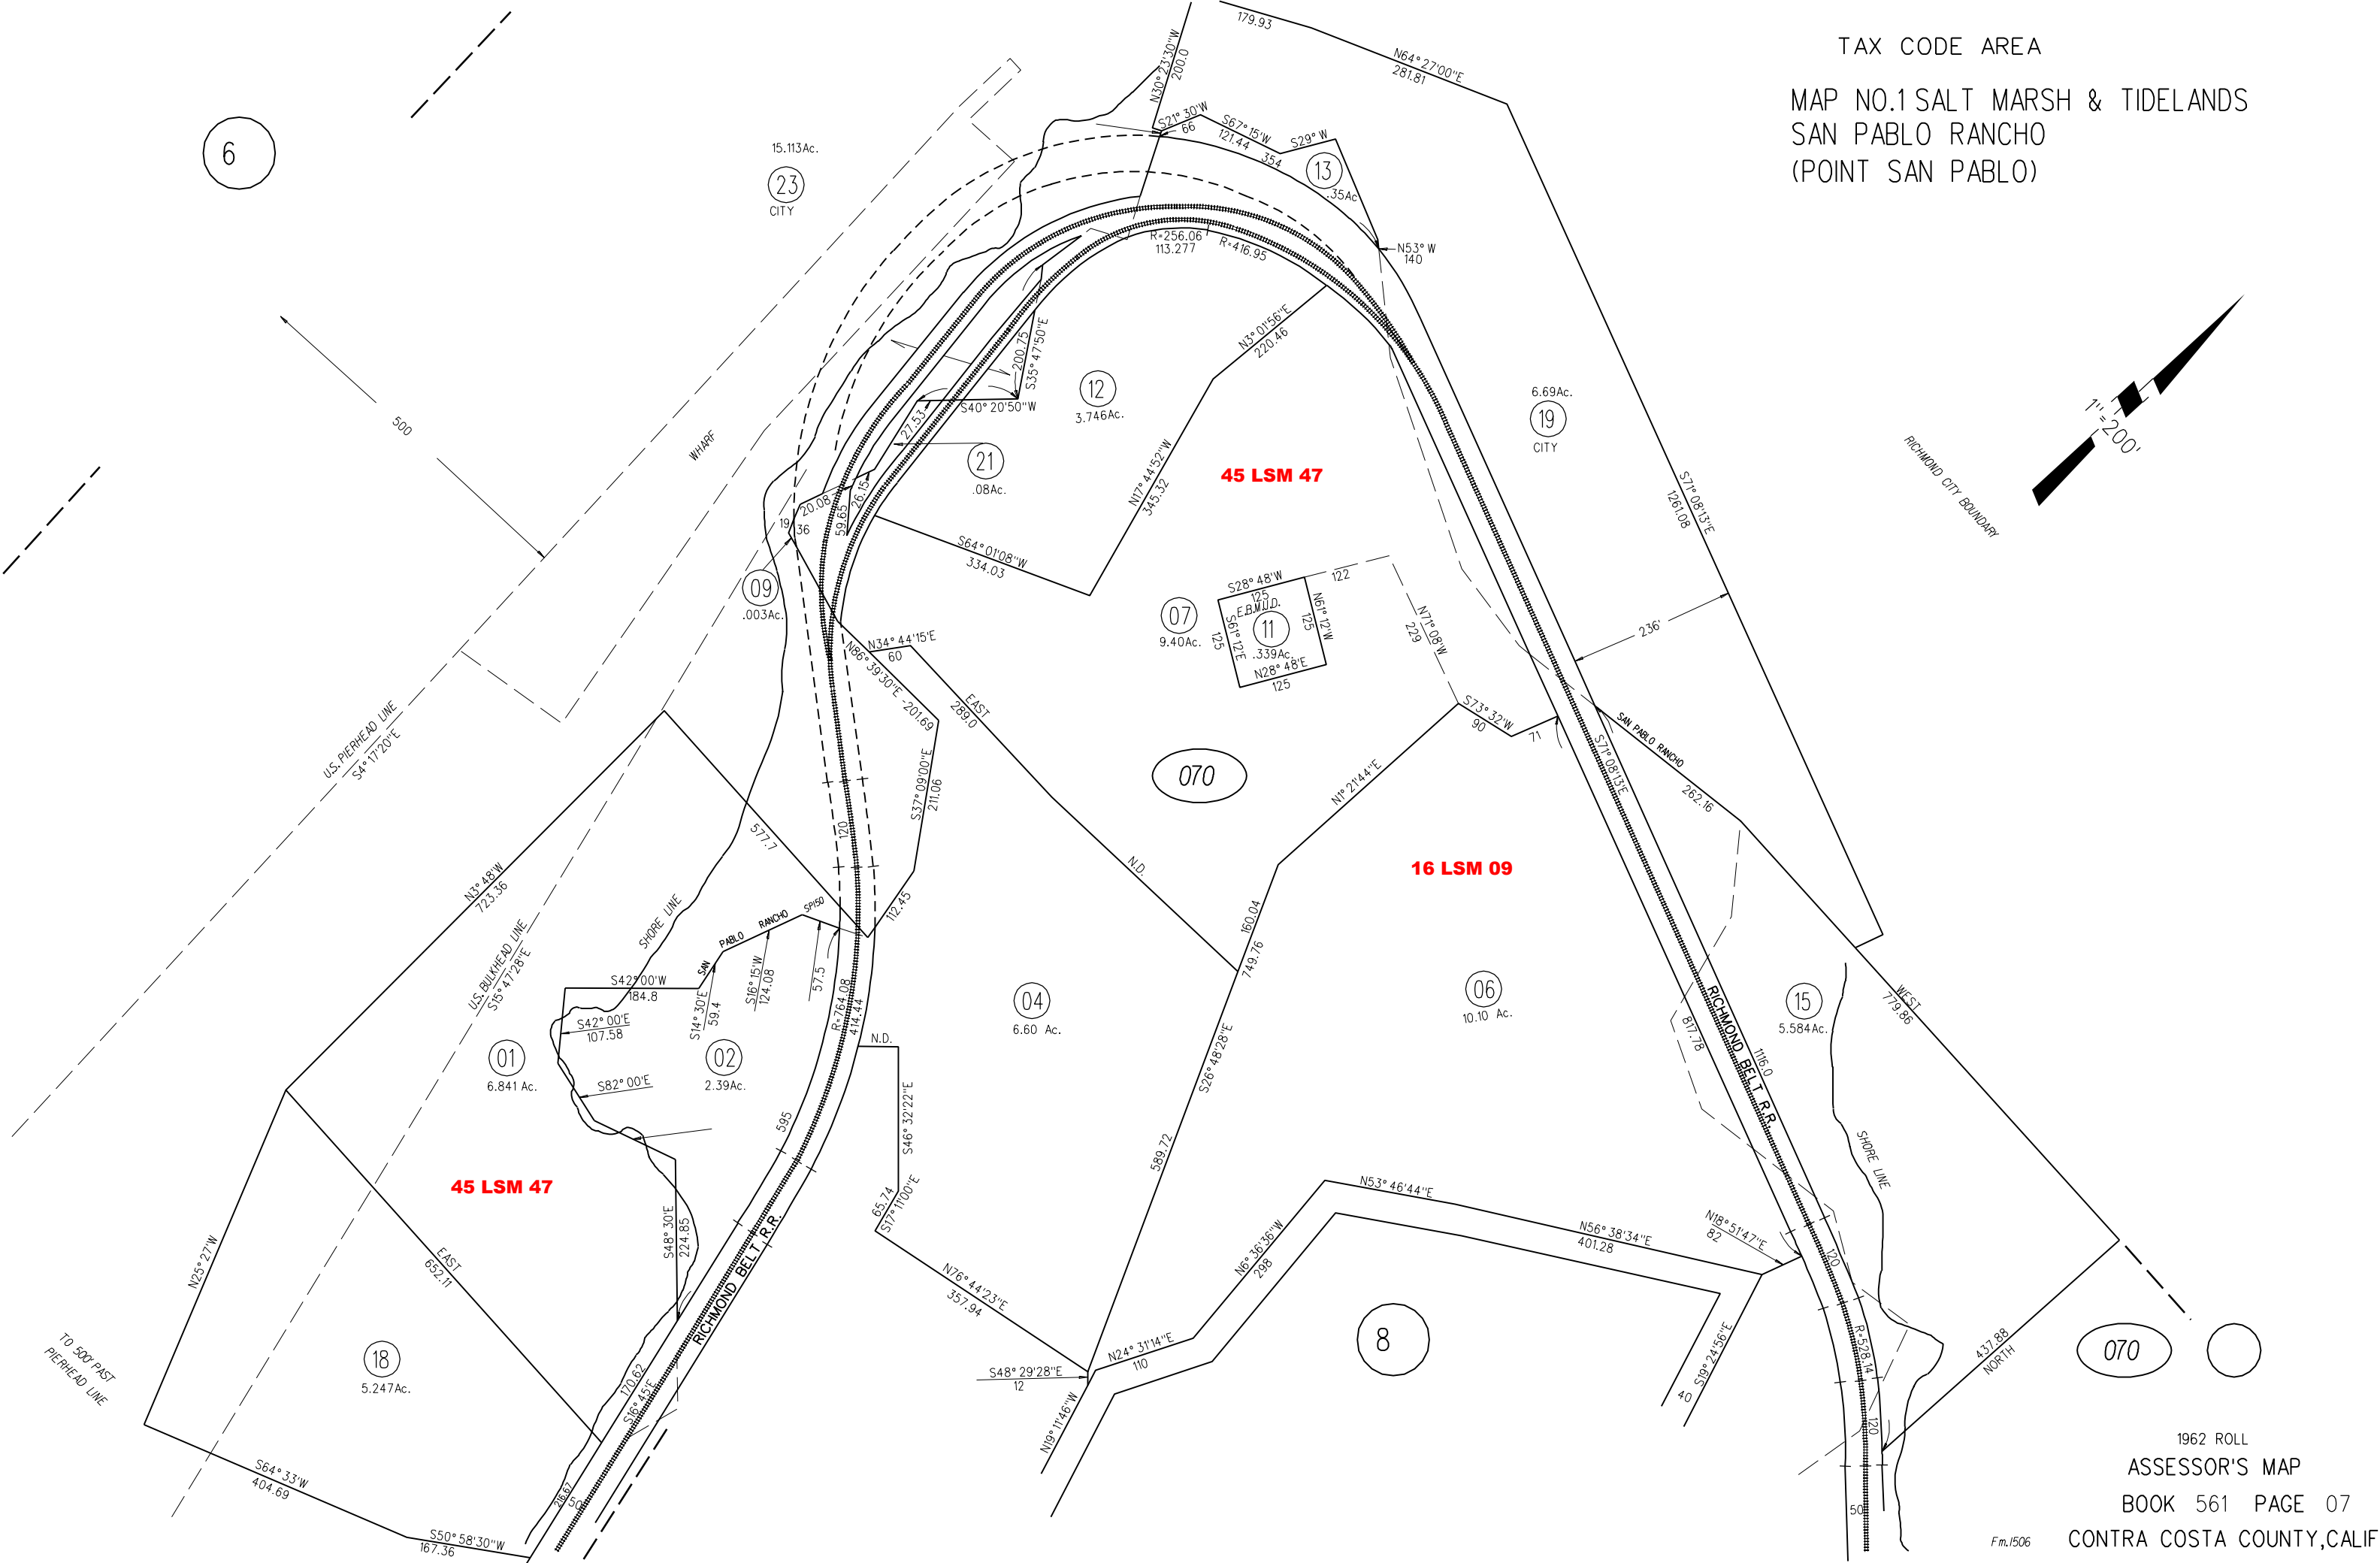 TAX CODE AREA
MAP NO.1 SALT MARSH & TIDELANDS
SAN PABLO RANCHO
(POINT SAN PABLO)
6
15.113Ac.
23
CITY
179.93
N64°27'00"E
281.81
N30°23'30"W
200.0
S21°30'W
66
S67°15'W
121.44
354
S29°W
13
.35Ac
N53°W
140
R=256.06
113.277
R=416.95
N3°01'56"E
220.46
500
WHARF
200.75
S35°47'50"E
12
3.746Ac.
S40°20'50"W
27.53
21
.08Ac.
N17°44'52"W
345.32
45 LSM 47
6.69Ac.
19
CITY
S71°08'13"E
1261.08
RICHMOND CITY BOUNDARY
1"=200'
20.08
26.15
59.65
19
36
S64°01'08"W
334.03
09
.003Ac.
N34°44'15"E
60
N86°39'30"E -201.69
07
9.40Ac.
S28°48'W
125
E.B.M.U.D.
11
.339Ac.
S61°12'E
125
N61°12'W
125
N28°48'E
125
122
N71°08'W
229
236'
S73°32'W
90
71
EAST
289.0
S37°09'00"E
211.06
070
N1°21'44"E
S71°08'13"E
SAN PABLO RANCHO
262.16
U.S. PIERHEAD LINE
S4°17'20"E
577.7
120
N3°48'W
723.36
SHORE LINE
112.45
N.D.
16 LSM 09
U.S. BULKHEAD LINE
S15°47'28"E
SAN PABLO RANCHO SP150
S42°00'W
184.8
S14°30'E
59.4
S16°15'W
124.08
57.5
R=764.08
414.44
160.04
749.76
04
6.60 Ac.
06
10.10 Ac.
15
5.584Ac.
WEST
779.86
S42°00'E
107.58
01
6.841 Ac.
02
2.39Ac.
S82°00'E
N.D.
S46°32'22"E
S26°48'28"E
817.78
RICHMOND BELT R.R.
1116.0
SHORE LINE
595
589.72
45 LSM 47
65.74
S17°11'00"E
N53°46'44"E
N56°38'34"E
401.28
N18°51'47"E
82
N25°27'W
EAST
652.11
S48°30'E
224.85
RICHMOND BELT R.R.
N76°44'23"E
357.94
N6°36'36"W
298
120
TO 500' PAST
PIERHEAD LINE
18
5.247Ac.
170.62
S16°45'E
S48°29'28"E
12
N24°31'14"E
110
8
S19°24'56"E
40
R=528.14
437.88
NORTH
070
N19°11'46"W
120
S64°33'W
404.69
216.67
50
S50°58'30"W
167.36
50
1962 ROLL
ASSESSOR'S MAP
BOOK 561 PAGE 07
Fm.1506
CONTRA COSTA COUNTY,CALIF